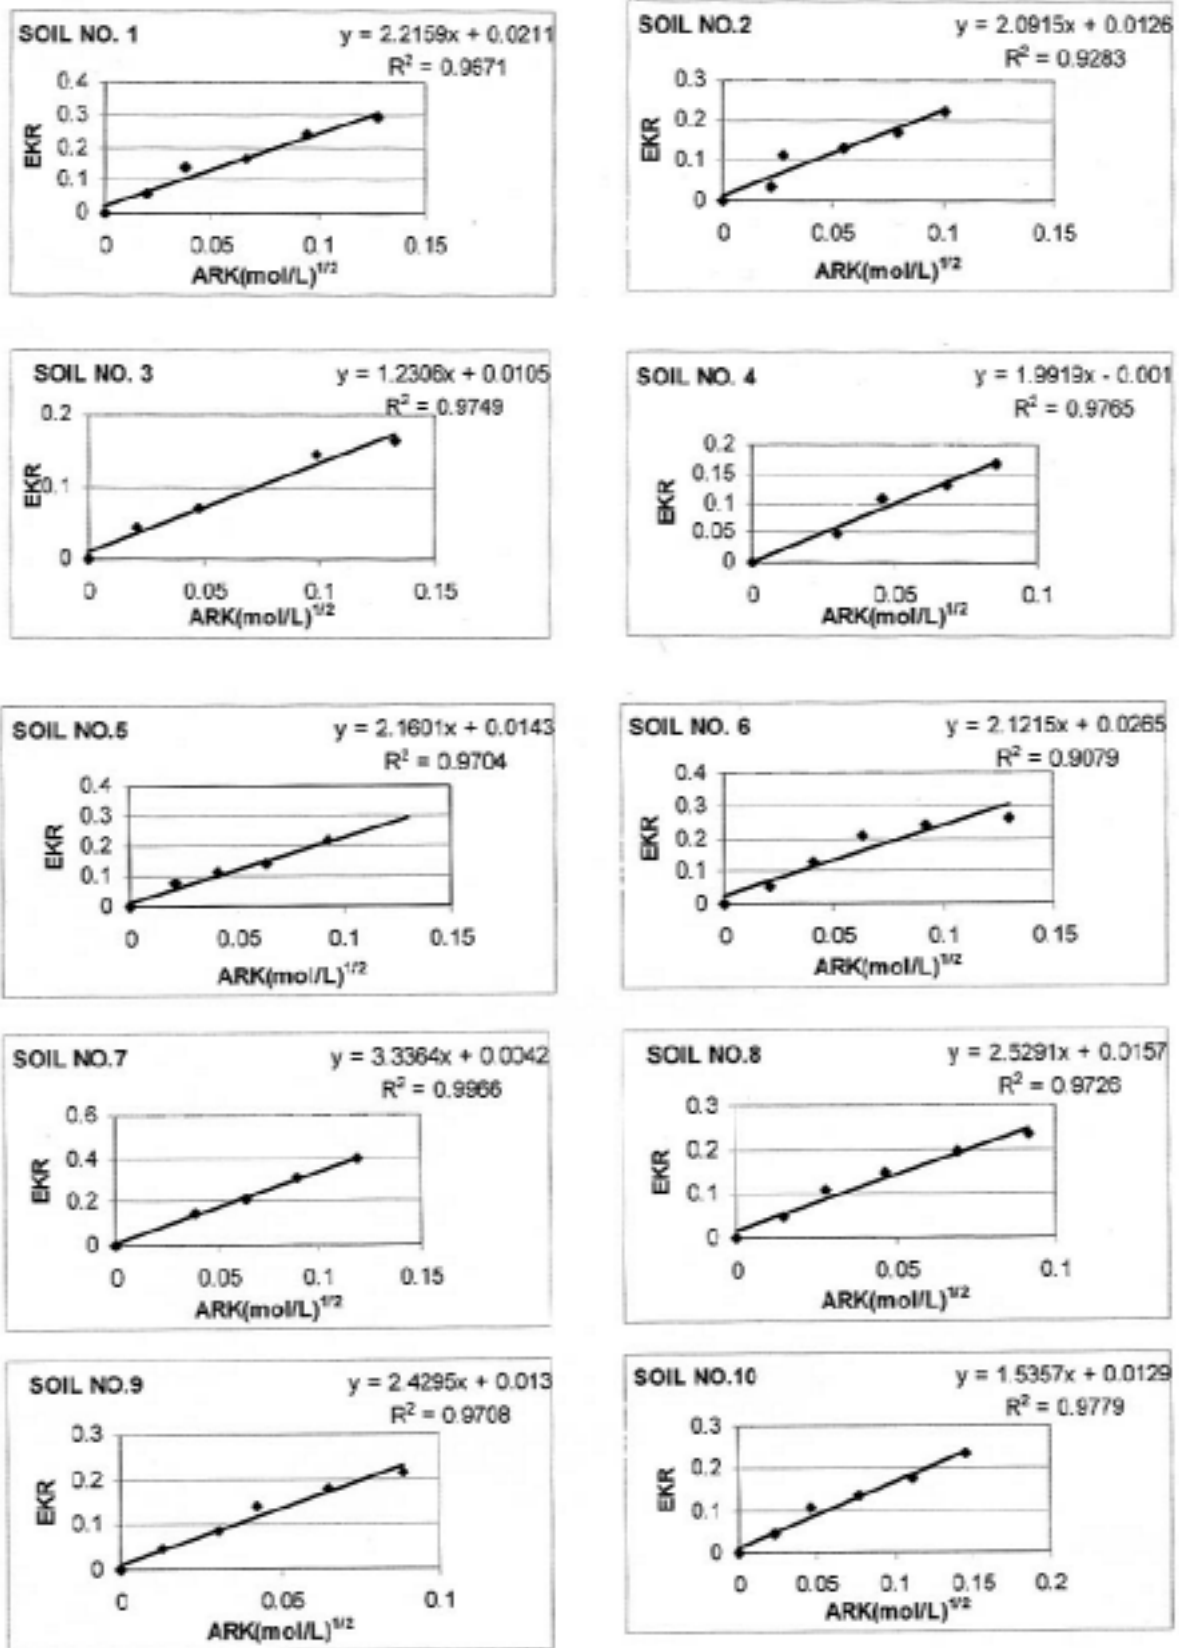 SOIL NO. 1
y = 2.2159x + 0.0211
R² = 0.9671
0.4
0.3
0.2
0.1
0
EKR
0 0.05 0.1 0.15
ARK(mol/L)^1/2
SOIL NO.2
y = 2.0915x + 0.0126
R² = 0.9283
0.3
0.2
0.1
0
EKR
0 0.05 0.1 0.15
ARK(mol/L)^1/2
SOIL NO. 3
y = 1.2306x + 0.0105
R² = 0.9749
0.2
0.1
0
EKR
0 0.05 0.1 0.15
ARK(mol/L)^1/2
SOIL NO. 4
y = 1.9919x - 0.001
R² = 0.9765
0.2
0.15
0.1
0.05
0
EKR
0 0.05 0.1
ARK(mol/L)^1/2
SOIL NO.5
y = 2.1601x + 0.0143
R² = 0.9704
0.4
0.3
0.2
0.1
0
EKR
0 0.05 0.1 0.15
ARK(mol/L)^1/2
SOIL NO. 6
y = 2.1215x + 0.0265
R² = 0.9079
0.4
0.3
0.2
0.1
0
EKR
0 0.05 0.1 0.15
ARK(mol/L)^1/2
SOIL NO.7
y = 3.3364x + 0.0042
R² = 0.9966
0.6
0.4
0.2
0
EKR
0 0.05 0.1 0.15
ARK(mol/L)^1/2
SOIL NO.8
y = 2.5291x + 0.0157
R² = 0.9726
0.3
0.2
0.1
0
EKR
0 0.05 0.1
ARK(mol/L)^1/2
SOIL NO.9
y = 2.4295x + 0.013
R² = 0.9708
0.3
0.2
0.1
0
EKR
0 0.05 0.1
ARK(mol/L)^1/2
SOIL NO.10
y = 1.5357x + 0.0129
R² = 0.9779
0.3
0.2
0.1
0
EKR
0 0.05 0.1 0.15 0.2
ARK(mol/L)^1/2